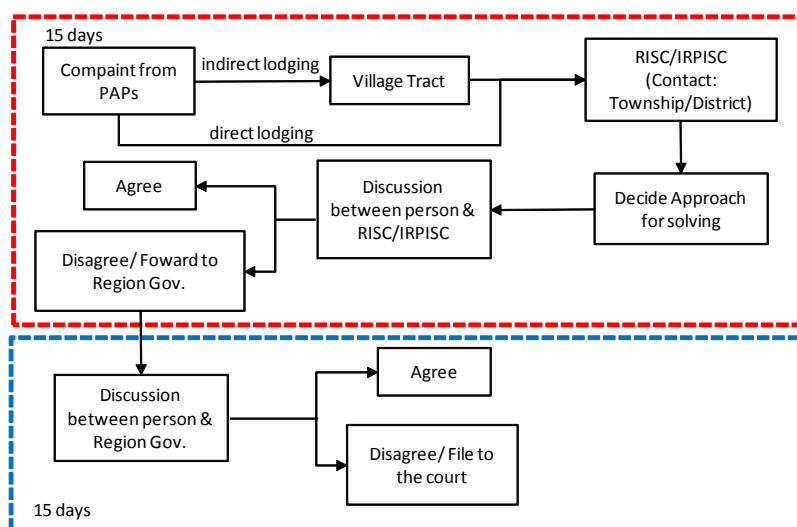 15 days
Compaint from
PAPs
indirect lodging
Village Tract
RISC/IRPISC
(Contact:
Township/District)
direct lodging
Agree
Discussion
between person &
RISC/IRPISC
Decide Approach
for solving
Disagree/ Foward to
Region Gov.
Discussion
between person &
Region Gov.
Agree
Disagree/ File to
the court
15 days